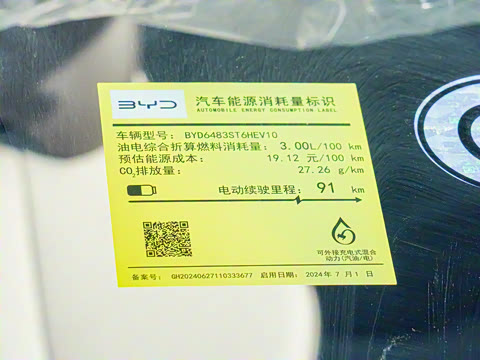 BYD 汽车能源消耗量标识
AUTOMOBILE ENERGY CONSUMPTION LABEL
车辆型号: BYD6483ST6HEV10
油电综合折算燃料消耗量: 3.00L/100 km
预估能源成本: 19.12 元/100 km
CO₂排放量: 27.26 g/km
电动续驶里程: 91 km
可外接充电式混合
动力(汽油/电)
备案号: GH20240627110333677 启用日期: 2024年 7月 1 日